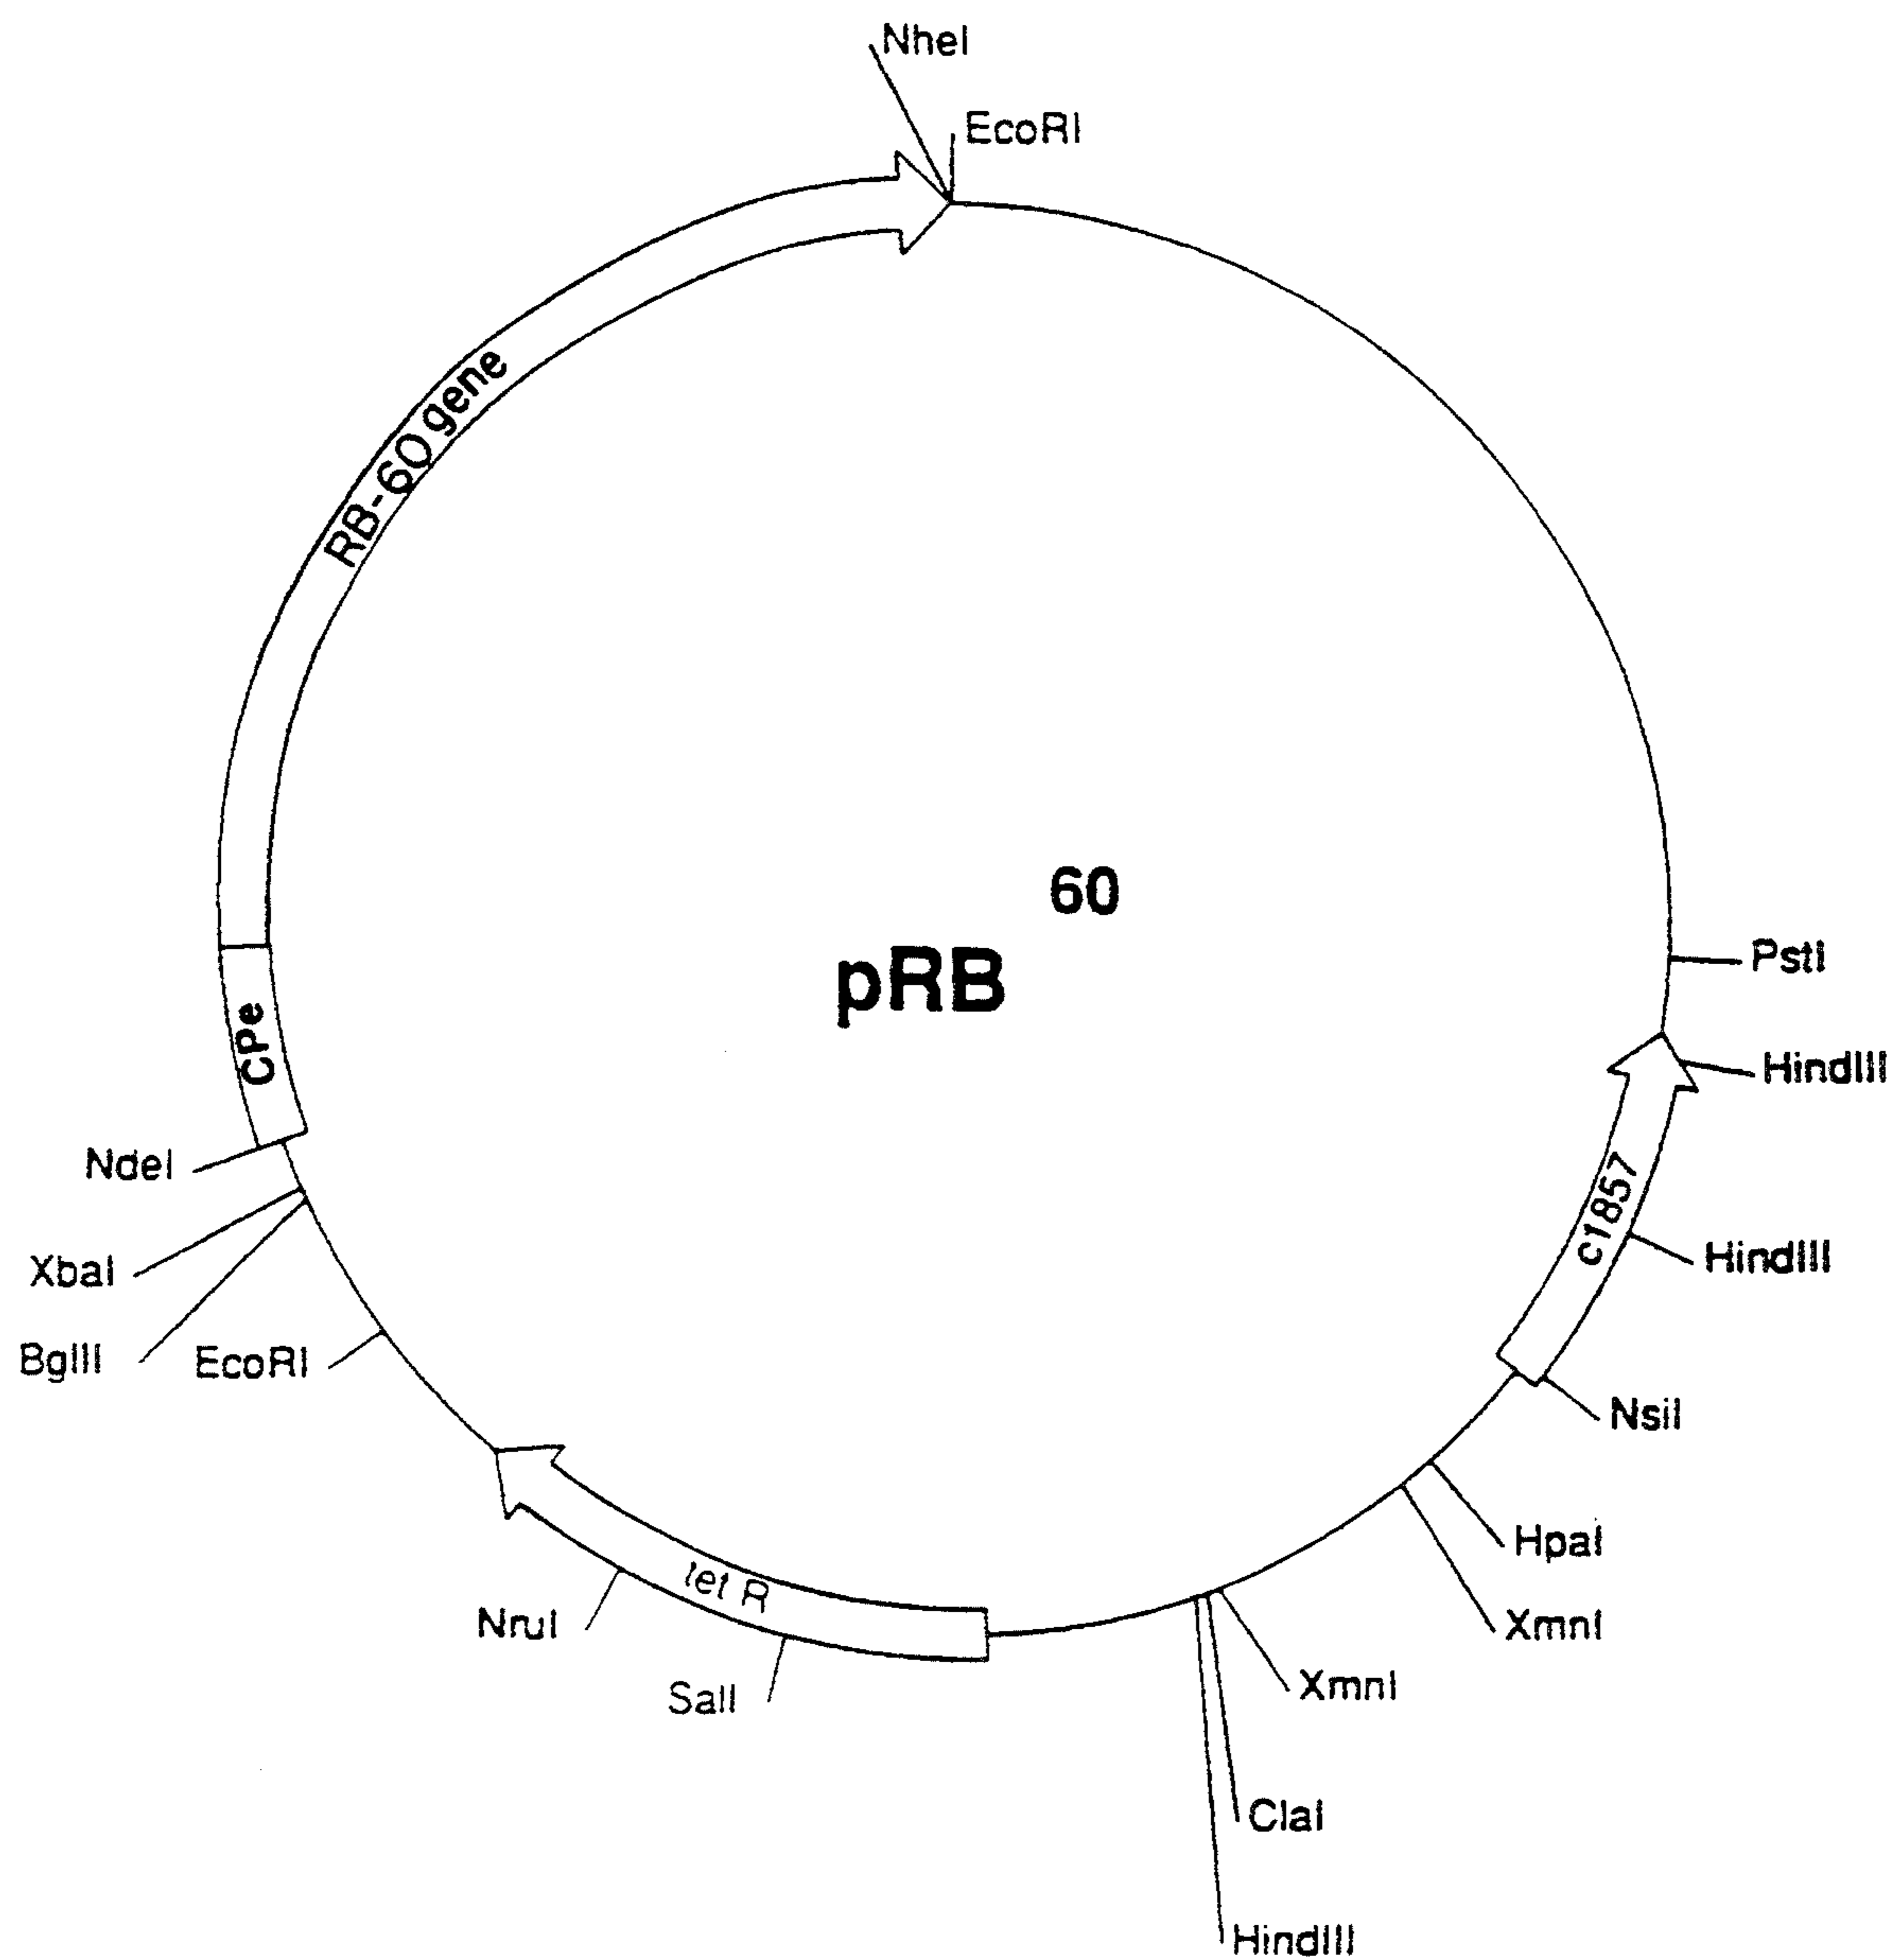 NheI
EcoRI
RB-60 gene
60
pRB
PstI
CPe
HindIII
NdeI
c1857
XbaI
HindIII
BglII
EcoRI
NsiI
HpaI
tet R
NruI
XmnI
SalI
XmnI
ClaI
HindIII